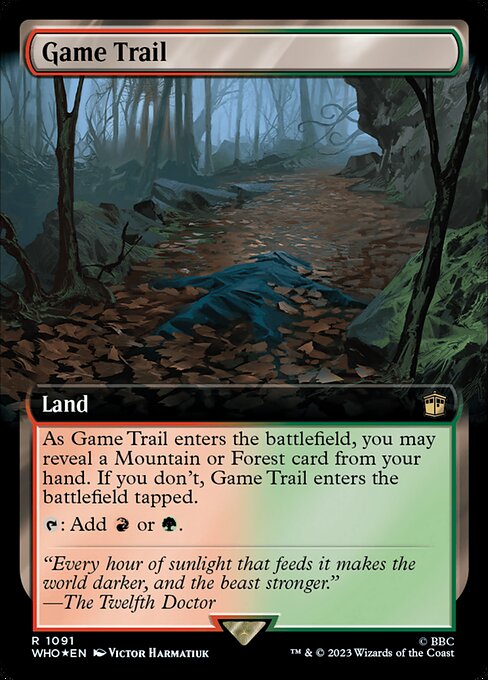 Game Trail
Land
As Game Trail enters the battlefield, you may
reveal a Mountain or Forest card from your
hand. If you don't, Game Trail enters the
battlefield tapped.
: Add or .
“Every hour of sunlight that feeds it makes the
world darker, and the beast stronger.”
—The Twelfth Doctor
R 1091
WHO★EN Victor Harmatiuk
© BBC
™ & © 2023 Wizards of the Coast